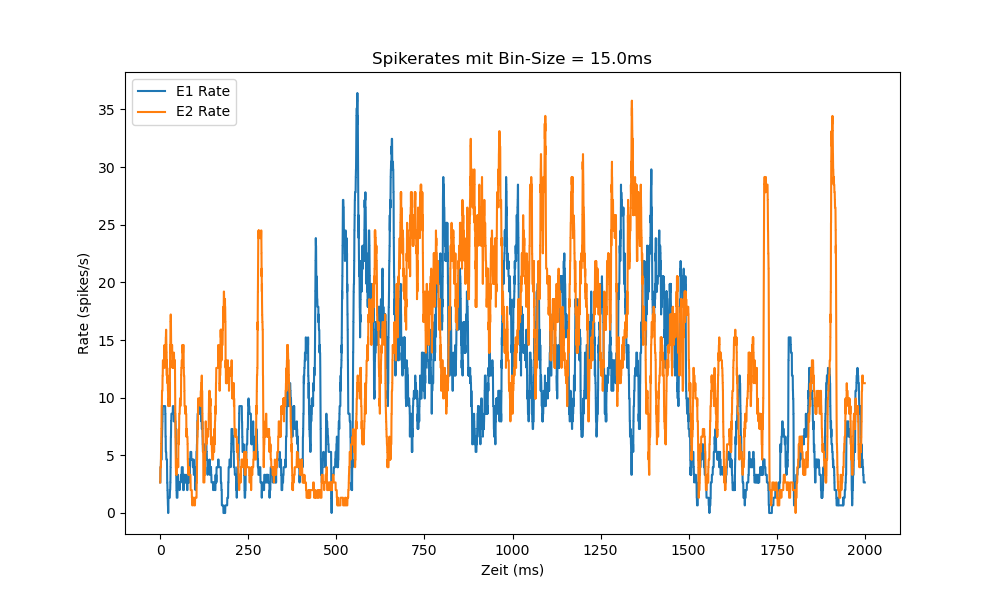 Spikerates mit Bin-Size = 15.0ms
E1 Rate
E2 Rate
Rate (spikes/s)
35
30
25
20
15
10
5
0
0 250 500 750 1000 1250 1500 1750 2000
Zeit (ms)